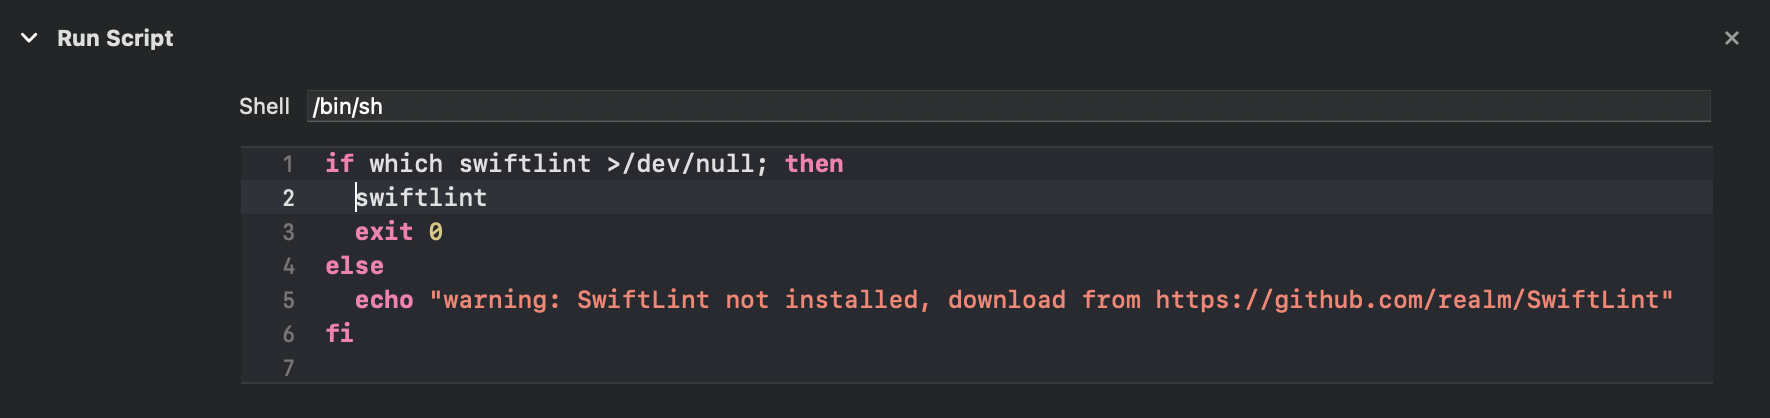 Run Script
Shell /bin/sh
1 if which swiftlint >/dev/null; then
2 swiftlint
3 exit 0
4 else
5 echo "warning: SwiftLint not installed, download from https://github.com/realm/SwiftLint"
6 fi
7